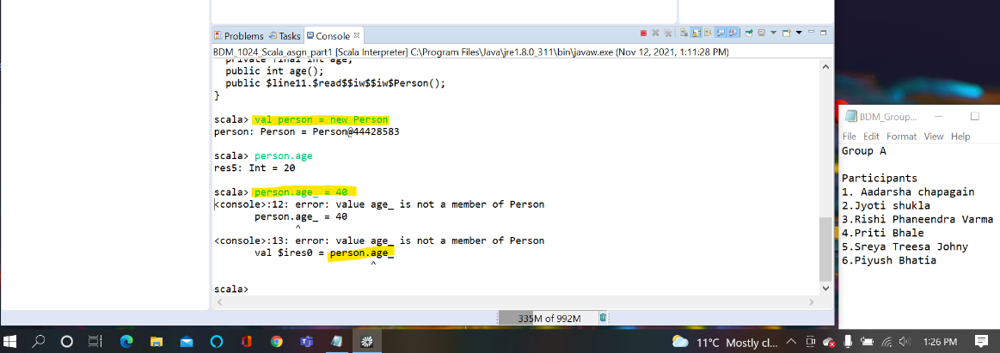 Problems Tasks Console
BDM_1024_Scala_asgn_part1 [Scala Interpreter] C:\Program Files\Java\jre1.8.0_311\bin\javaw.exe (Nov 12, 2021, 1:11:28 PM)
private final int age;
public int age();
public $line11.$read$$iw$$iw$Person();
}
scala> val person = new Person
person: Person = Person@44428583
scala> person.age
res5: Int = 20
scala> person.age_ = 40
<console>:12: error: value age_ is not a member of Person
person.age_ = 40
^
<console>:13: error: value age_ is not a member of Person
val $ires0 = person.age_
^
scala>
335M of 992M
BDM_Group...
File Edit Format View Help
Group A
Participants
1. Aadarsha chapagain
2.Jyoti shukla
3.Rishi Phaneendra Varma
4.Priti Bhale
5.Sreya Treesa Johny
6.Piyush Bhatia
11°C Mostly cl... 1:26 PM